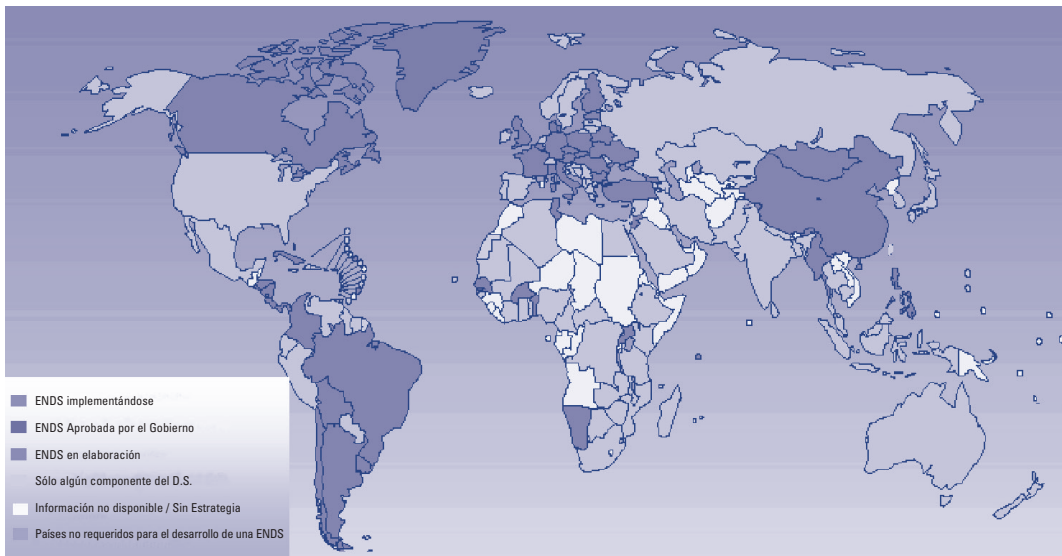 ENDS implementándose
ENDS Aprobada por el Gobierno
ENDS en elaboración
Sólo algún componente del D.S.
Información no disponible / Sin Estrategia
Países no requeridos para el desarrollo de una ENDS